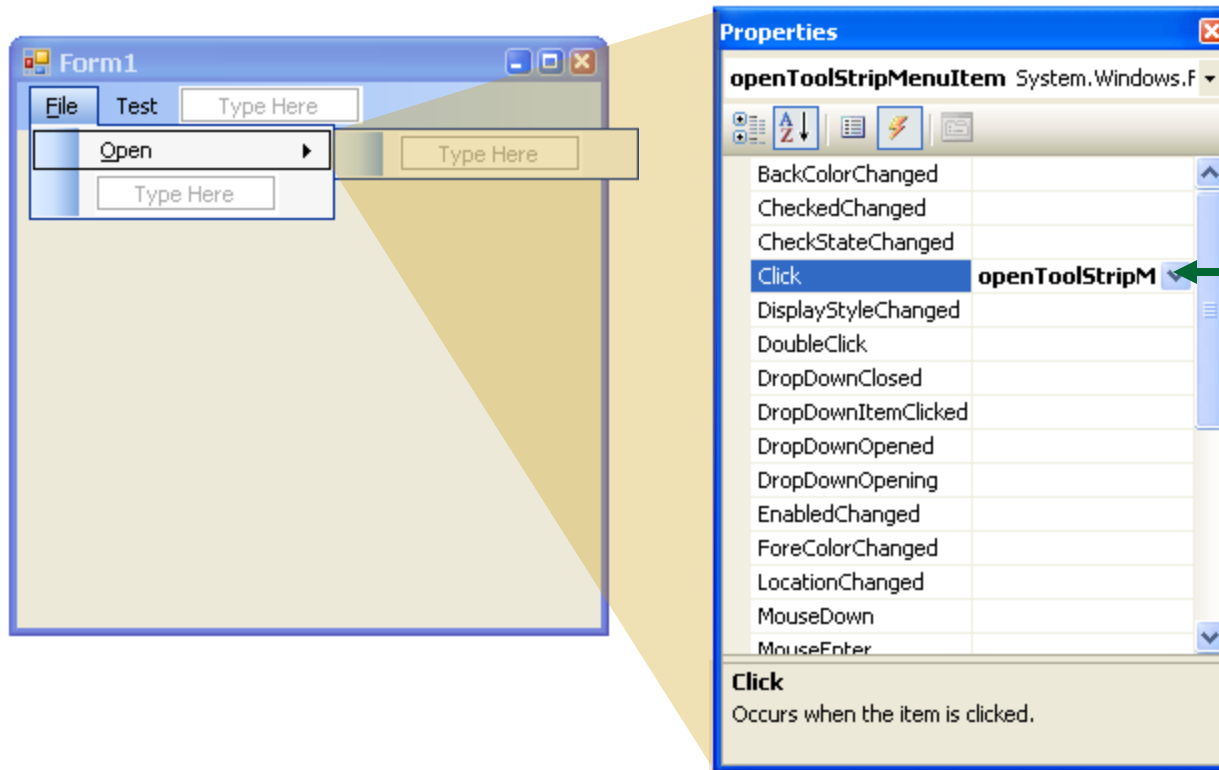 Form1
File Test Type Here
Open Type Here
Type Here
Properties
openToolStripMenuItem System.Windows.F
A
Z
BackColorChanged
CheckedChanged
CheckStateChanged
Click openToolStripM
DisplayStyleChanged
DoubleClick
DropDownClosed
DropDownItemClicked
DropDownOpened
DropDownOpening
EnabledChanged
ForeColorChanged
LocationChanged
MouseDown
MouseEnter
Click
Occurs when the item is clicked.